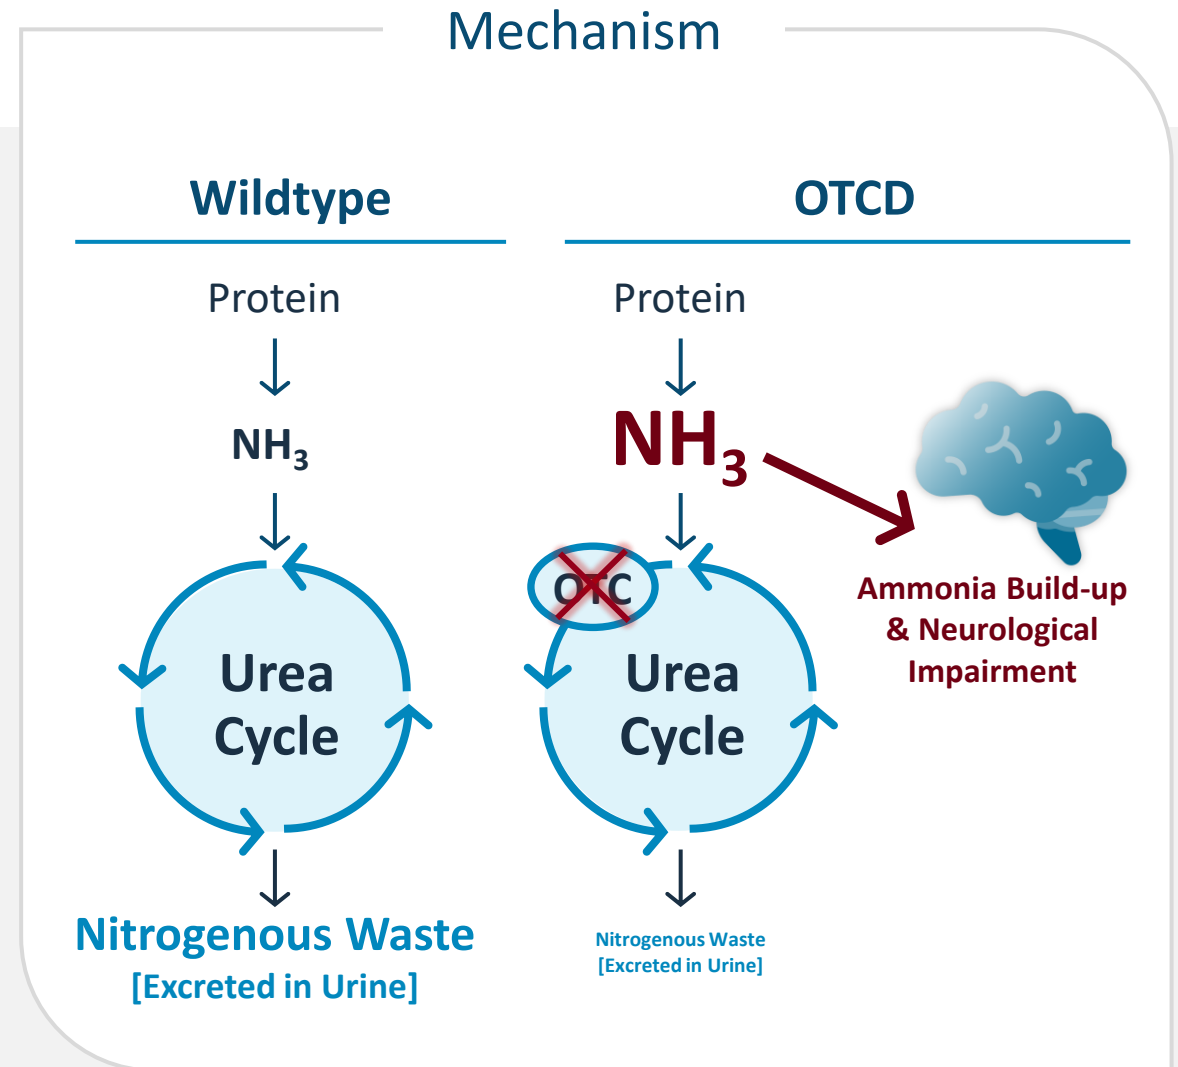 Mechanism
Wildtype
Protein
NH₃
Urea
Cycle
Nitrogenous Waste
[Excreted in Urine]
OTCD
Protein
NH₃
OTC
Urea
Cycle
Nitrogenous Waste
[Excreted in Urine]
Ammonia Build-up
& Neurological
Impairment